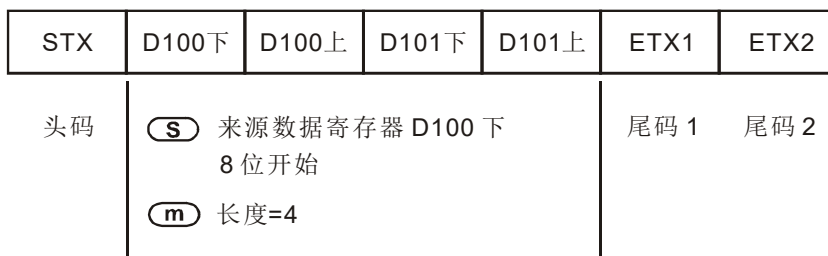 STX D100下 D100上 D101下 D101上 ETX1 ETX2
头码 S 来源数据寄存器 D100 下 尾码 1 尾码 2
8 位开始
m 长度=4